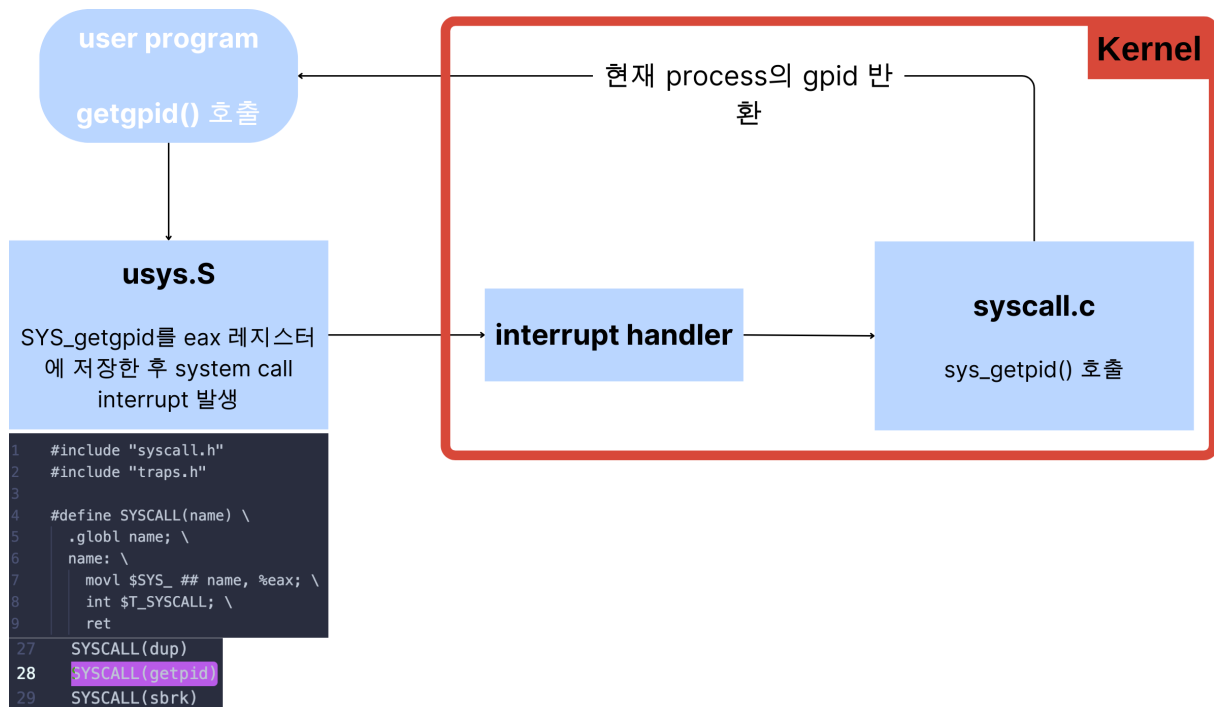 user program
getgpid() 호출
Kernel
현재 process의 gpid 반
환
usys.S
SYS_getgpid를 eax 레지스터
에 저장한 후 system call
interrupt 발생
interrupt handler
syscall.c
sys_getpid() 호출
1 #include "syscall.h"
2 #include "traps.h"
3
4 #define SYSCALL(name) \
5 .globl name; \
6 name: \
7 movl $SYS_ ## name, %eax; \
8 int $T_SYSCALL; \
9 ret
27 SYSCALL(dup)
28 SYSCALL(getpid)
29 SYSCALL(sbrk)